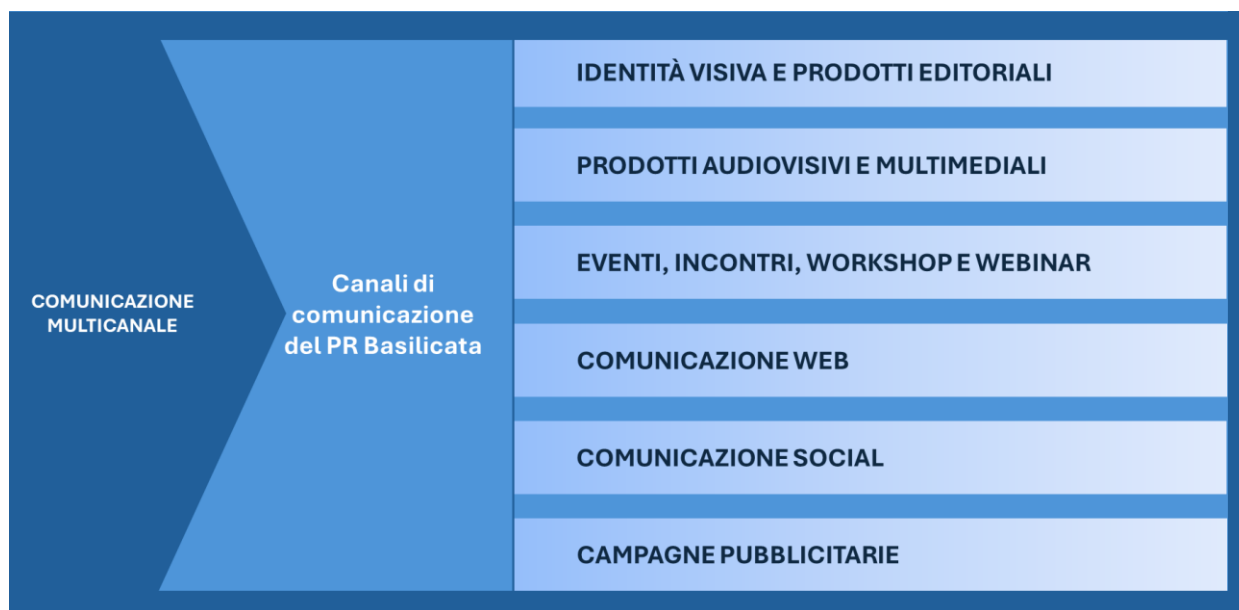 COMUNICAZIONE
MULTICANALE
Canali di
comunicazione
del PR Basilicata
IDENTITÀ VISIVA E PRODOTTI EDITORIALI
PRODOTTI AUDIOVISIVI E MULTIMEDIALI
EVENTI, INCONTRI, WORKSHOP E WEBINAR
COMUNICAZIONE WEB
COMUNICAZIONE SOCIAL
CAMPAGNE PUBBLICITARIE